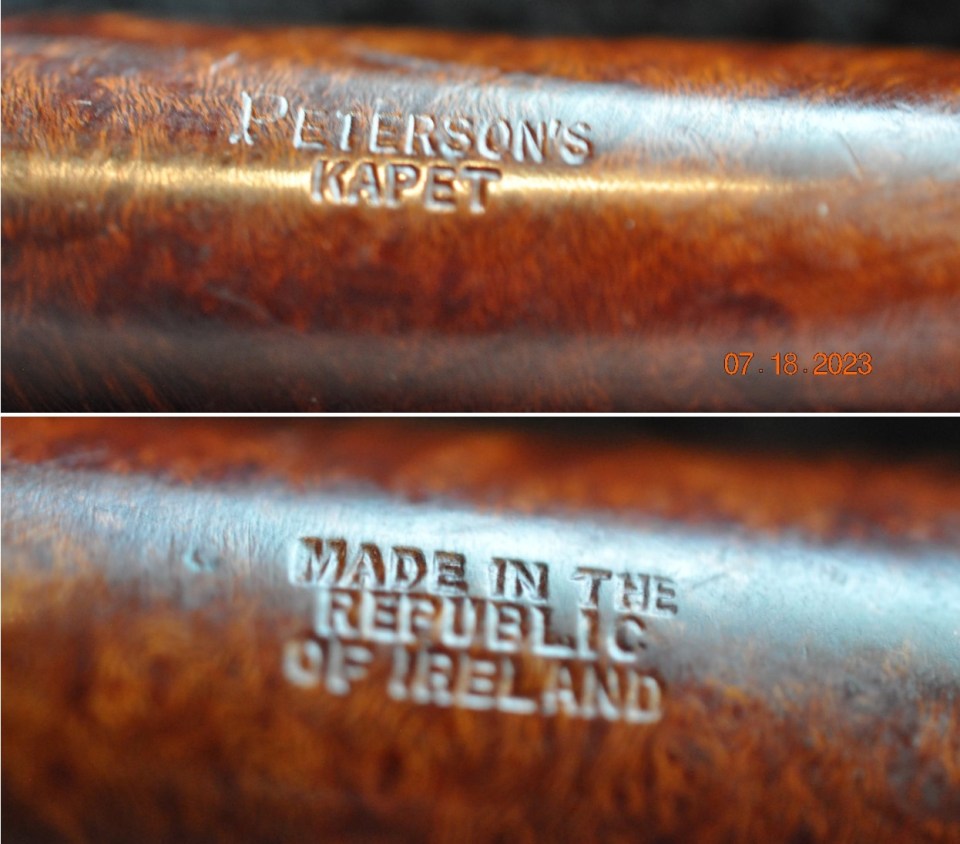 PETERSON'S
KAPET
07.18.2023
MADE IN THE
REPUBLIC
OF IRELAND